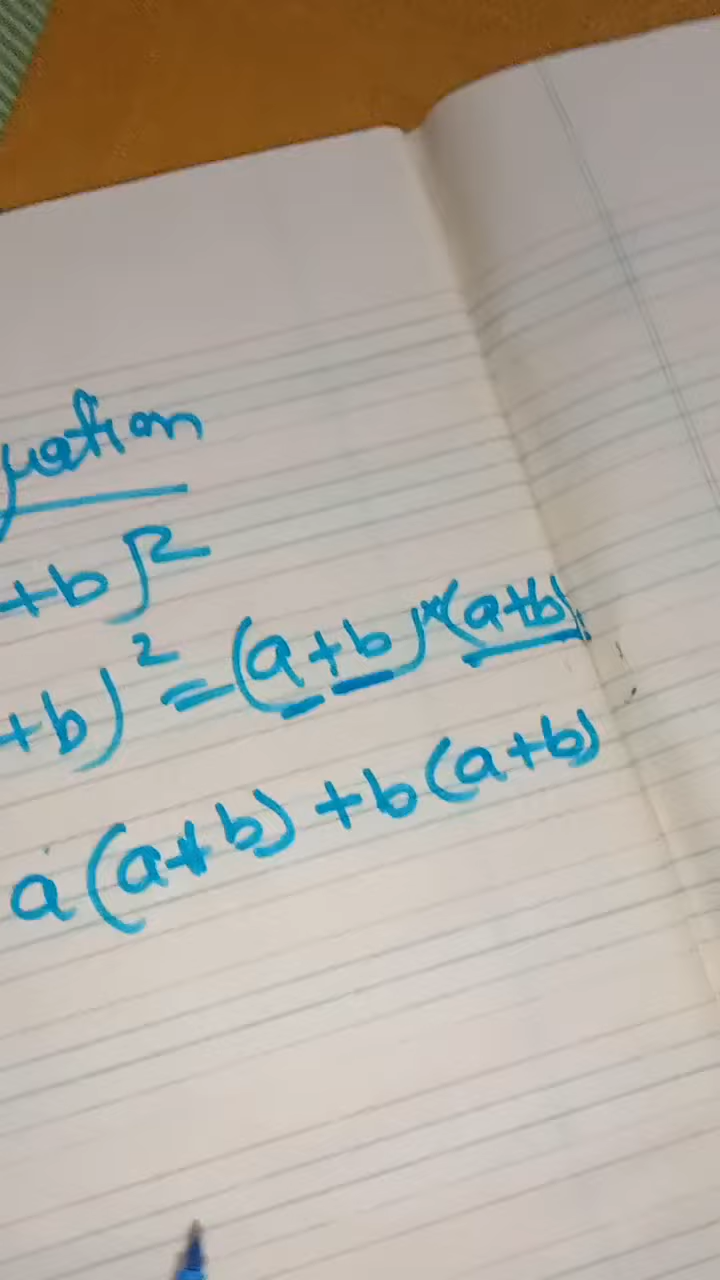 uation
+b)²
+b)² = (a+b)×(a+b)
a(a+b) + b(a+b)